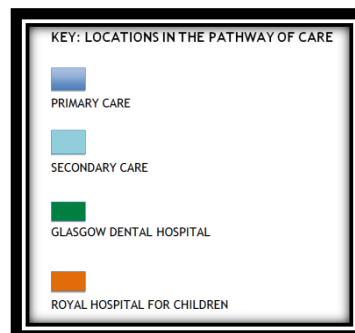 KEY: LOCATIONS IN THE PATHWAY OF CARE
PRIMARY CARE
SECONDARY CARE
GLASGOW DENTAL HOSPITAL
ROYAL HOSPITAL FOR CHILDREN